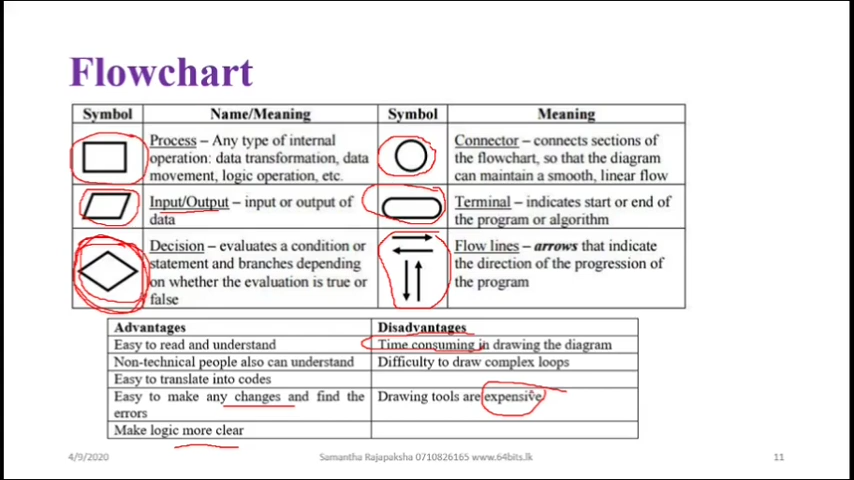 Flowchart
Symbol Name/Meaning Symbol Meaning
Process – Any type of internal
operation: data transformation, data
movement, logic operation, etc.
Connector – connects sections of
the flowchart, so that the diagram
can maintain a smooth, linear flow
Input/Output – input or output of
data
Terminal – indicates start or end of
the program or algorithm
Decision – evaluates a condition or
statement and branches depending
on whether the evaluation is true or
false
Flow lines – arrows that indicate
the direction of the progression of
the program
Advantages Disadvantages
Easy to read and understand Time consuming in drawing the diagram
Non-technical people also can understand Difficulty to draw complex loops
Easy to translate into codes
Easy to make any changes and find the
errors
Drawing tools are expensive
Make logic more clear
4/9/2020 Samantha Rajapaksha 0710826165 www.64bits.lk 11